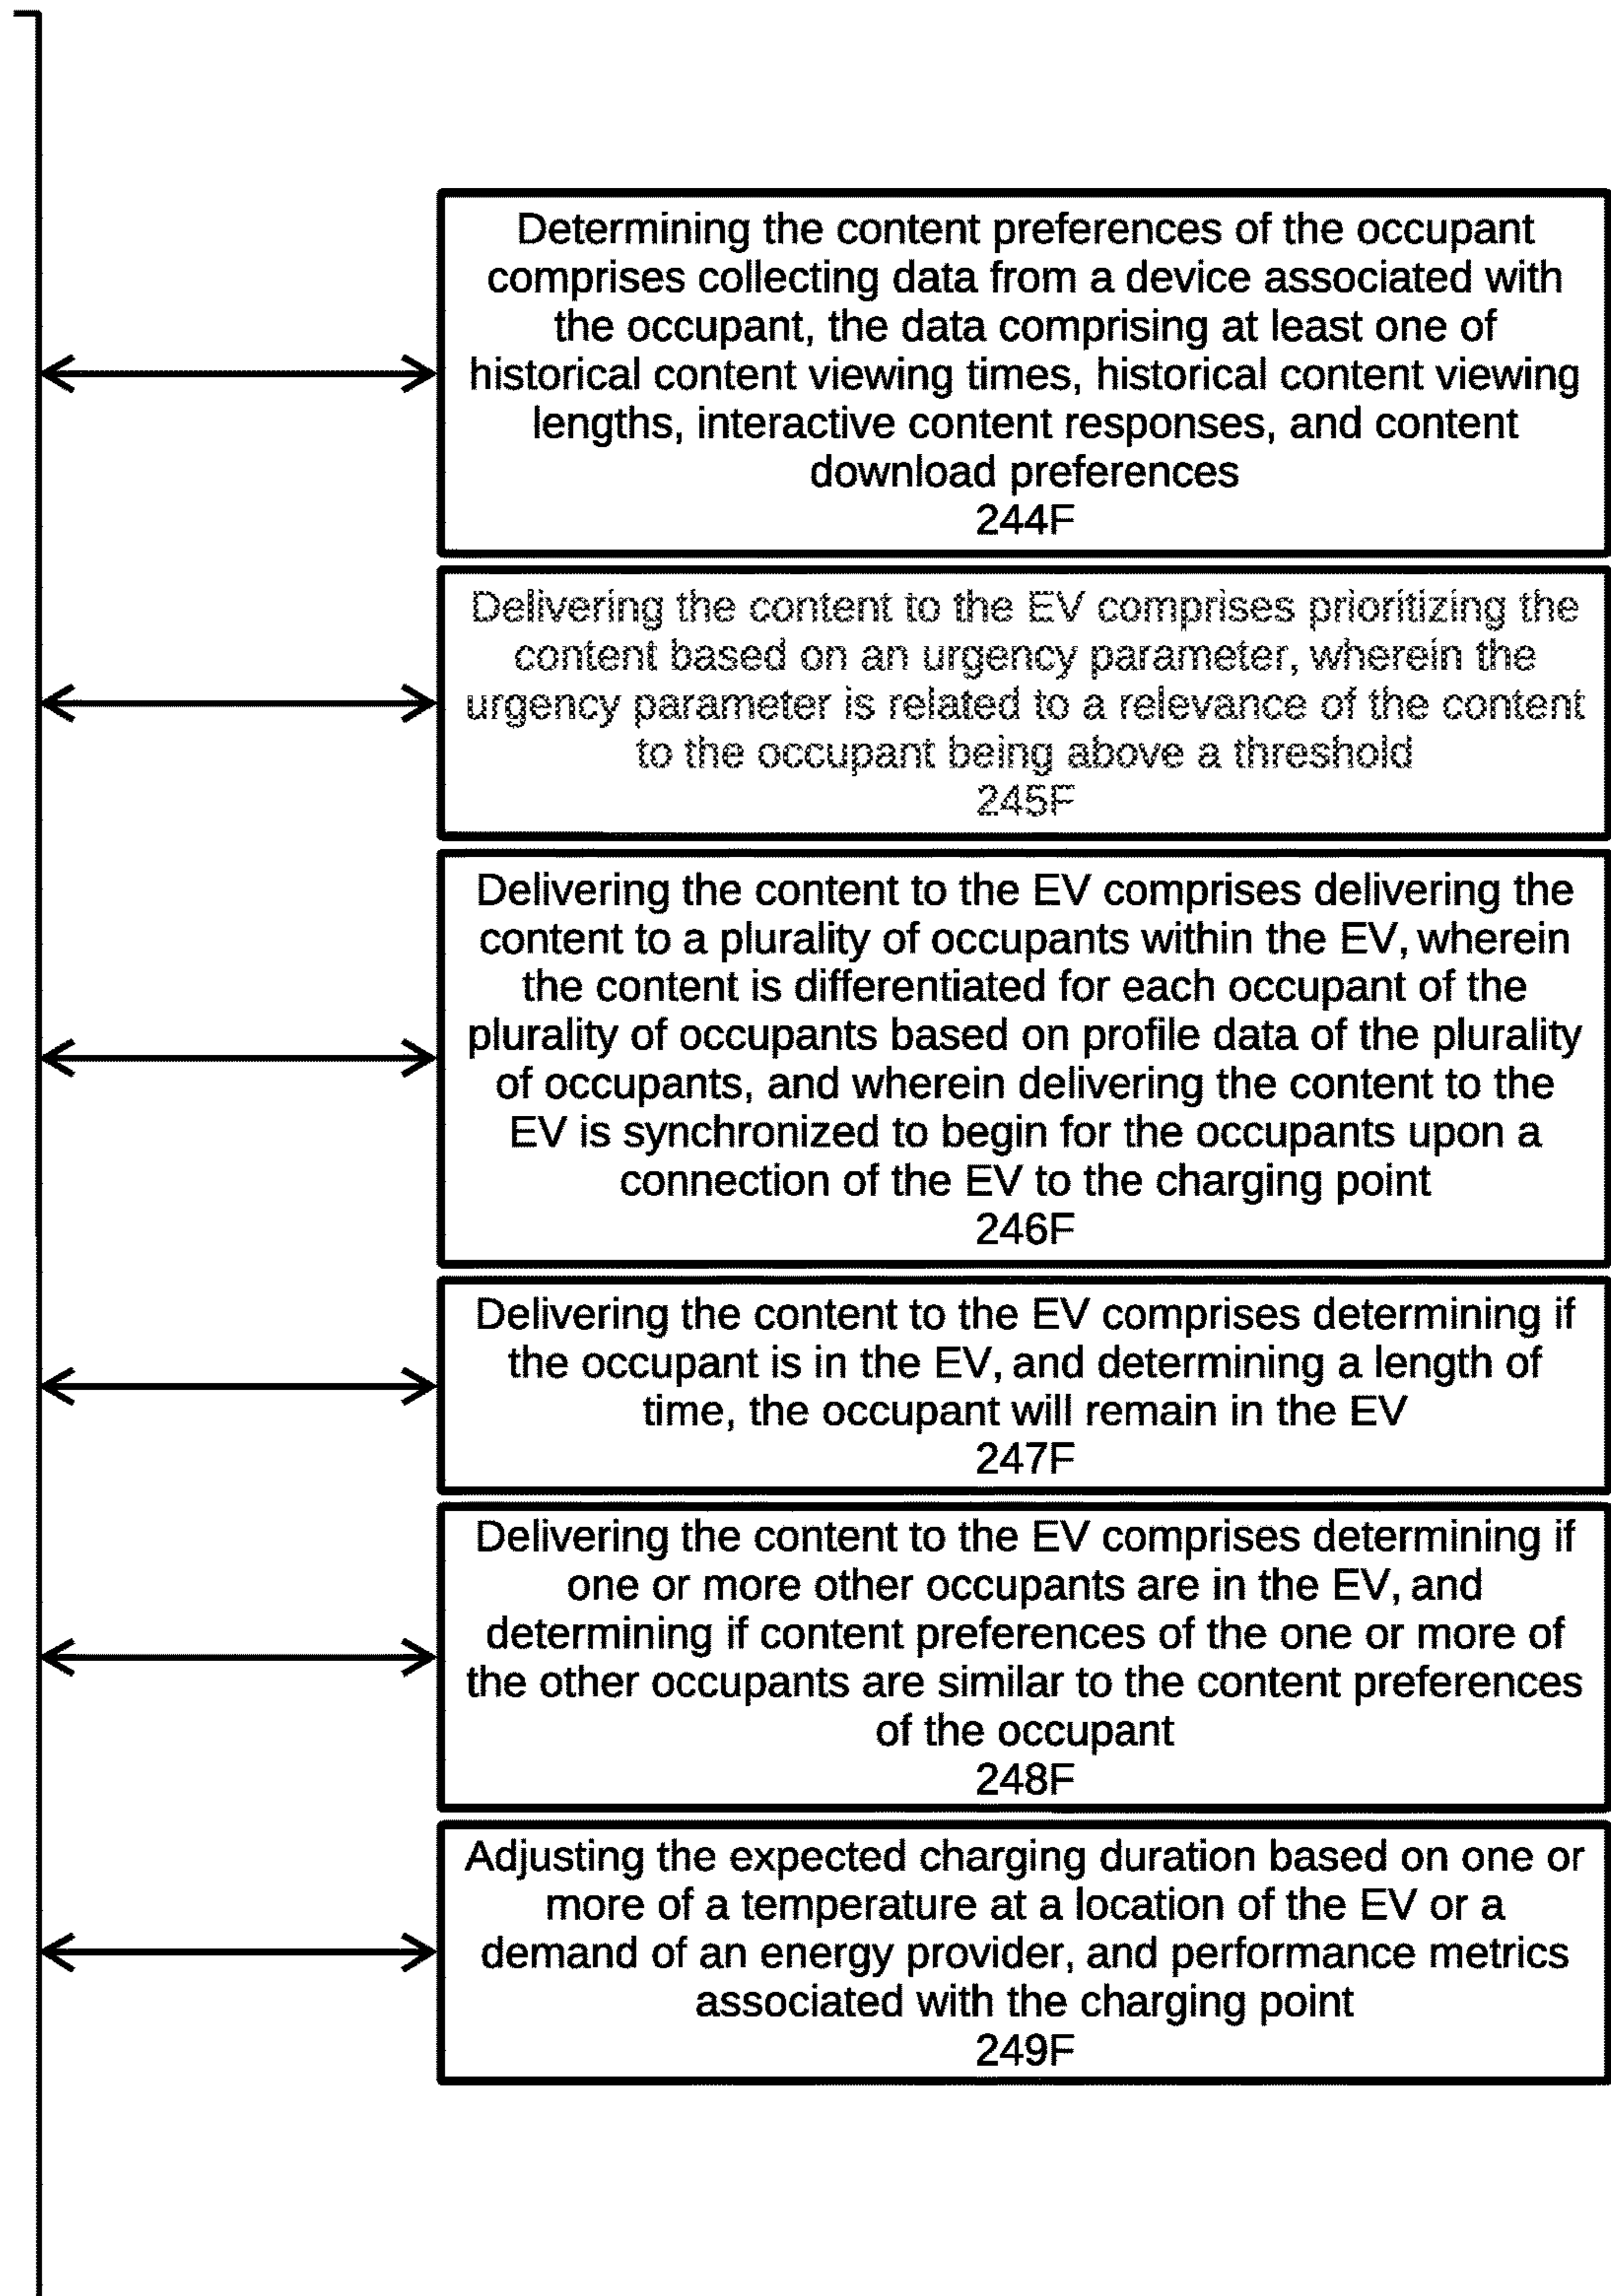 Determining the content preferences of the occupant
comprises collecting data from a device associated with
the occupant, the data comprising at least one of
historical content viewing times, historical content viewing
lengths, interactive content responses, and content
download preferences
244F
Delivering the content to the EV comprises prioritizing the
content based on an urgency parameter, wherein the
urgency parameter is related to a relevance of the content
to the occupant being above a threshold
245F
Delivering the content to the EV comprises delivering the
content to a plurality of occupants within the EV, wherein
the content is differentiated for each occupant of the
plurality of occupants based on profile data of the plurality
of occupants, and wherein delivering the content to the
EV is synchronized to begin for the occupants upon a
connection of the EV to the charging point
246F
Delivering the content to the EV comprises determining if
the occupant is in the EV, and determining a length of
time, the occupant will remain in the EV
247F
Delivering the content to the EV comprises determining if
one or more other occupants are in the EV, and
determining if content preferences of the one or more of
the other occupants are similar to the content preferences
of the occupant
248F
Adjusting the expected charging duration based on one or
more of a temperature at a location of the EV or a
demand of an energy provider, and performance metrics
associated with the charging point
249F